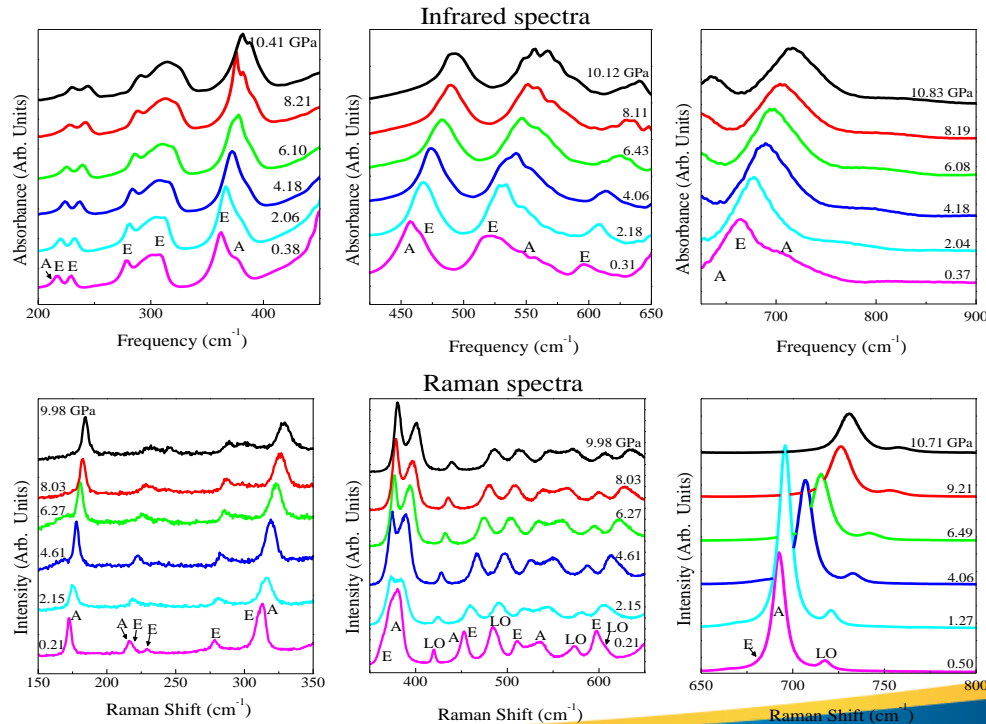 Infrared spectra
Absorbance (Arb. Units)
10.41 GPa
8.21
6.10
4.18
2.06
0.38
A
E
E
E
E
E
A
200
300
400
Frequency (cm-1)
Absorbance (Arb. Units)
10.12 GPa
8.11
6.43
4.06
2.18
0.31
A
E
E
A
E
450
500
550
600
650
Frequency (cm-1)
Absorbance (Arb. Units)
10.83 GPa
8.19
6.08
4.18
2.04
0.37
A
E
A
700
800
900
Frequency (cm-1)
Raman spectra
Intensity (Arb. Units)
9.98 GPa
8.03
6.27
4.61
2.15
0.21
A
A
E
E
E
E
A
150
200
250
300
350
Raman Shift (cm-1)
Intensity (Arb. Units)
9.98 GPa
8.03
6.27
4.61
2.15
0.21
E
A
LO
A
E
LO
E
A
LO
E
LO
400
500
600
Raman Shift (cm-1)
Intensity (Arb. Units)
10.71 GPa
9.21
6.49
4.06
1.27
0.50
E
A
LO
650
700
750
800
Raman Shift (cm-1)